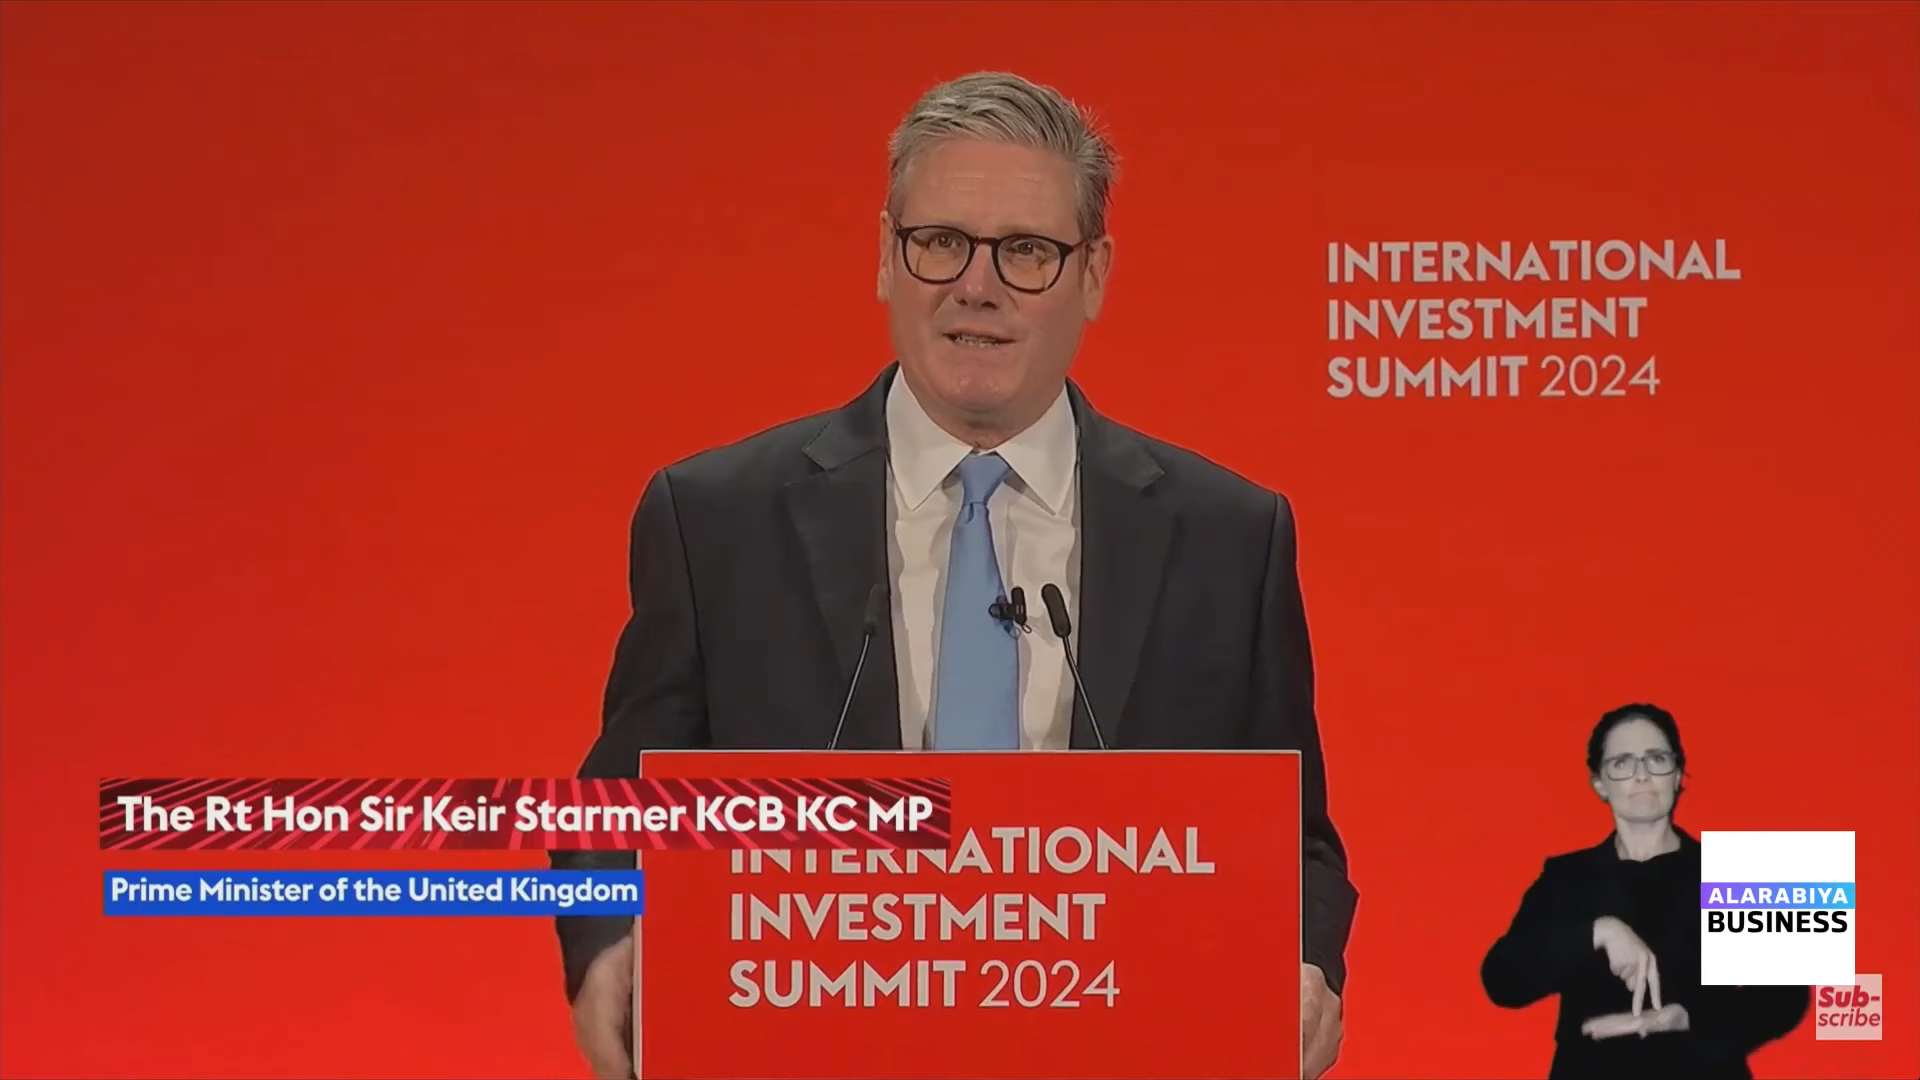 INTERNATIONAL
INVESTMENT
SUMMIT 2024
The Rt Hon Sir Keir Starmer KCB KC MP
Prime Minister of the United Kingdom
INTERNATIONAL
INVESTMENT
SUMMIT 2024
ALARABIYA
BUSINESS
Sub-
scribe